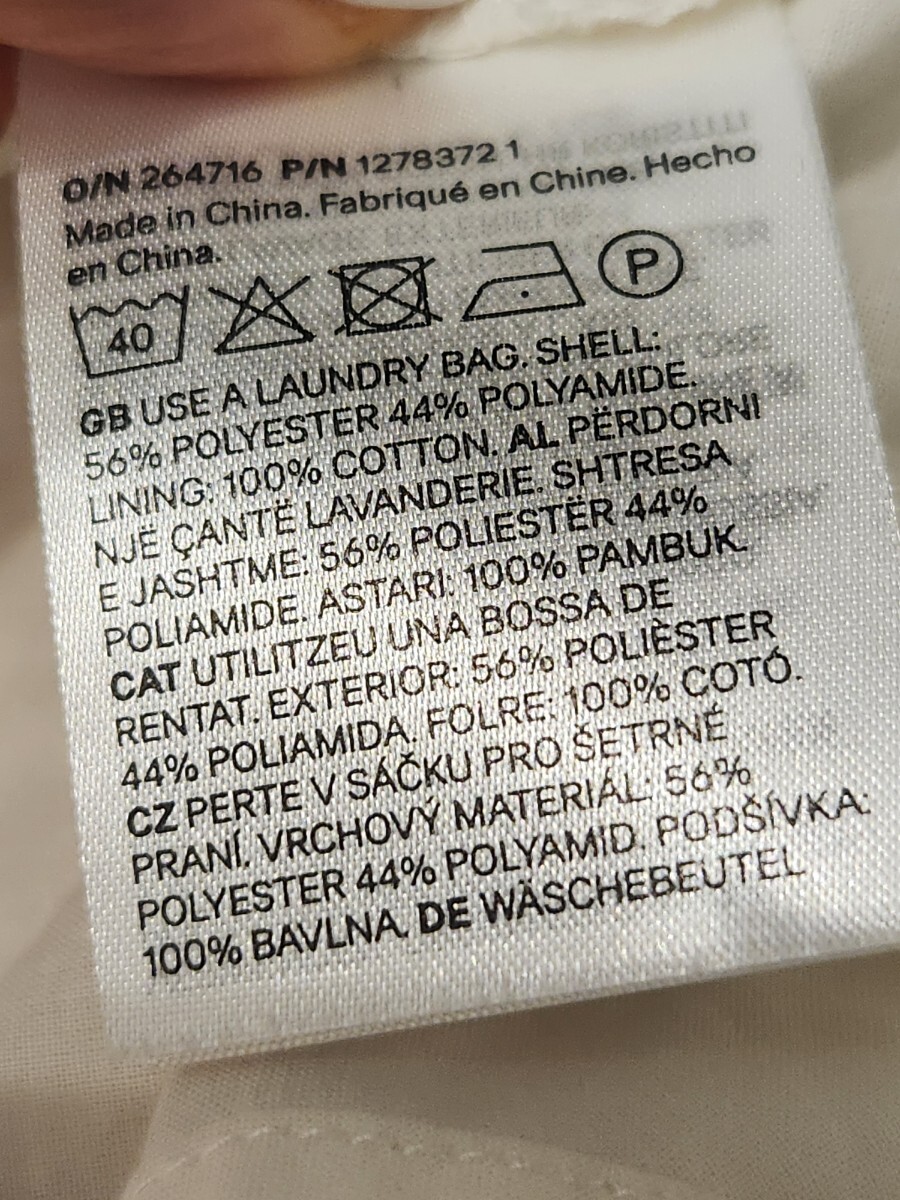 O/N 264716 P/N 1278372 1
Made in China. Fabriqué en Chine. Hecho
en China.
40 P
GB USE A LAUNDRY BAG. SHELL:
56% POLYESTER 44% POLYAMIDE.
LINING: 100% COTTON. AL PËRDORNI
NJË ÇANTË LAVANDERIE. SHTRESA
E JASHTME: 56% POLIESTËR 44%
POLIAMIDE. ASTARI: 100% PAMBUK.
CAT UTILITZEU UNA BOSSA DE
RENTAT. EXTERIOR: 56% POLIÈSTER
44% POLIAMIDA. FOLRE: 100% COTÓ.
CZ PERTE V SÁČKU PRO ŠETRNÉ
PRANÍ. VRCHOVÝ MATERIÁL: 56%
POLYESTER 44% POLYAMID. PODŠÍVKA:
100% BAVLNA. DE WÄSCHEBEUTEL